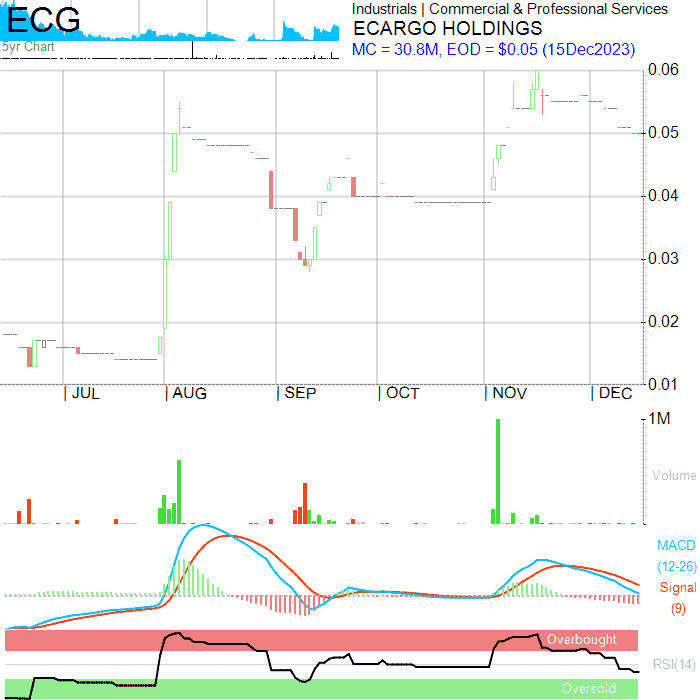 ECG
5yr Chart
Industrials | Commercial & Professional Services
ECARGO HOLDINGS
MC = 30.8M, EOD = $0.05 (15Dec2023)
0.06
0.05
0.04
0.03
0.02
0.01
| JUL | AUG | SEP | OCT | NOV | DEC
1M
Volume
MACD
(12-26)
Signal
(9)
Overbought
RSI(14)
Oversold